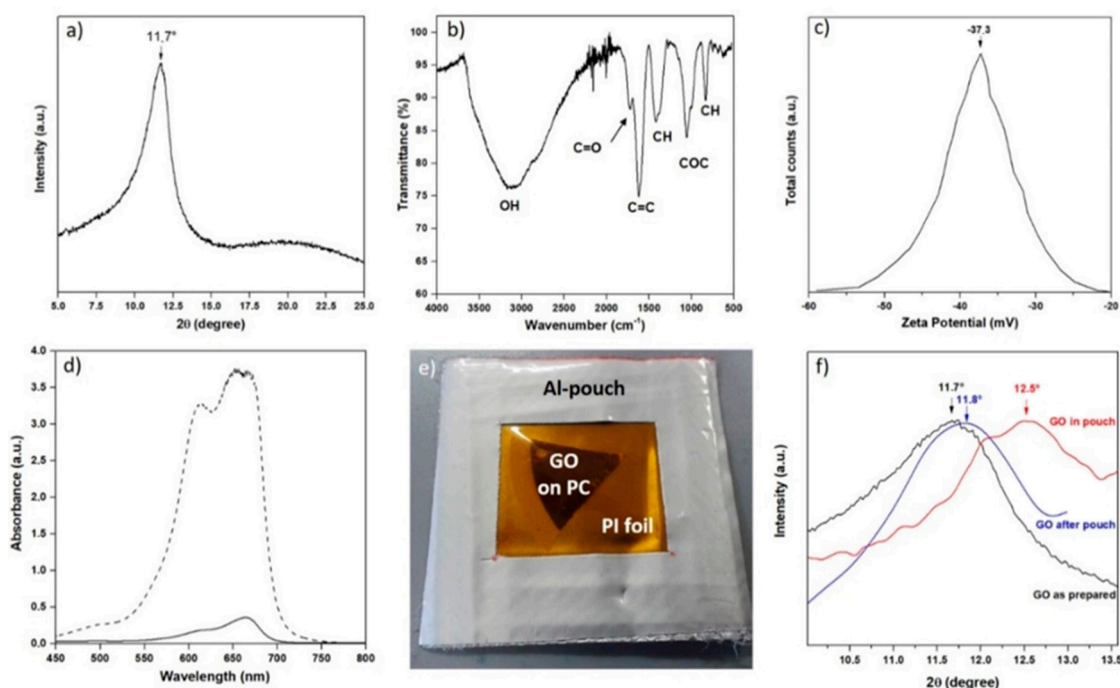 a)
11.7°
Intensity (a.u.)
5.0 7.5 10.0 12.5 15.0 17.5 20.0 22.5 25.0
2θ (degree)
b)
100
95
90
85
80
75
70
65
60
Transmittance (%)
OH
C=O
C=C
CH
COC
CH
4000 3500 3000 2500 2000 1500 1000 500
Wavenumber (cm⁻¹)
c)
-37.3
Total counts (a.u.)
-60 -50 -40 -30 -20
Zeta Potential (mV)
d)
4.0
3.5
3.0
2.5
2.0
1.5
1.0
0.5
0.0
Absorbance (a.u.)
450 500 550 600 650 700 750 800
Wavelength (nm)
e)
Al-pouch
GO
on PC
PI foil
f)
11.7°
11.8°
12.5°
GO in pouch
GO after pouch
GO as prepared
Intensity (a.u.)
10.5 11.0 11.5 12.0 12.5 13.0 13.5
2θ (degree)